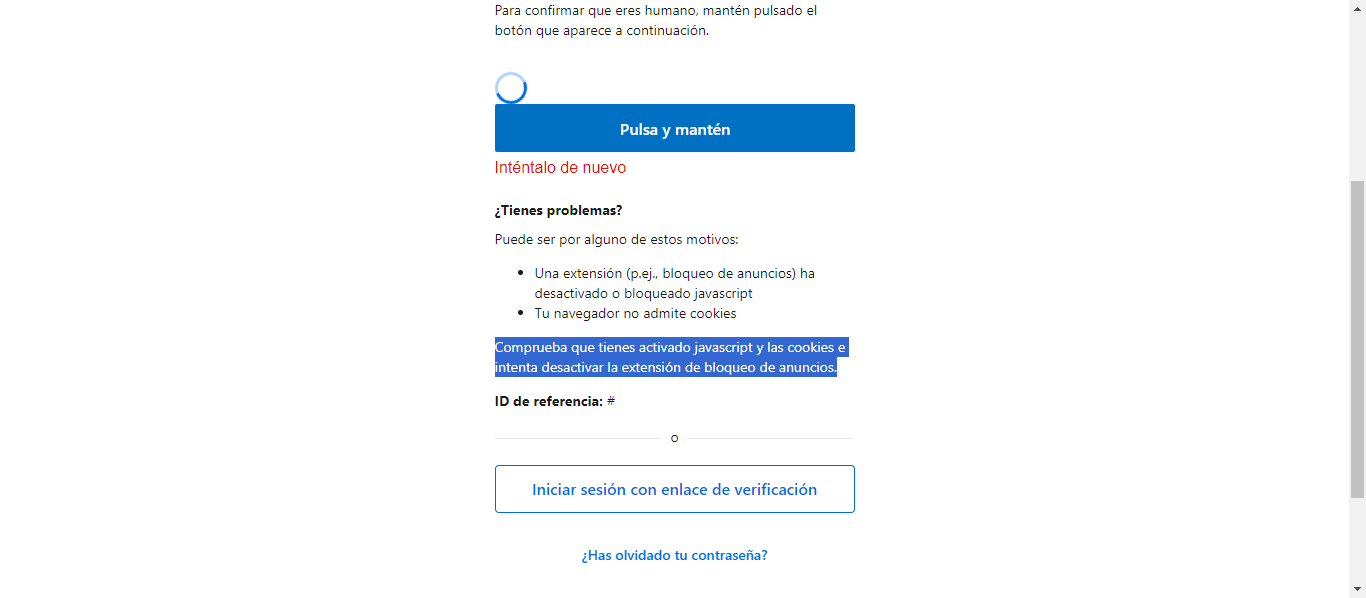 Para confirmar que eres humano, mantén pulsado el
botón que aparece a continuación.
Pulsa y mantén
Inténtalo de nuevo
¿Tienes problemas?
Puede ser por alguno de estos motivos:
Una extensión (p.ej., bloqueo de anuncios) ha
desactivado o bloqueado javascript
Tu navegador no admite cookies
Comprueba que tienes activado javascript y las cookies e
intenta desactivar la extensión de bloqueo de anuncios.
ID de referencia: #
o
Iniciar sesión con enlace de verificación
¿Has olvidado tu contraseña?